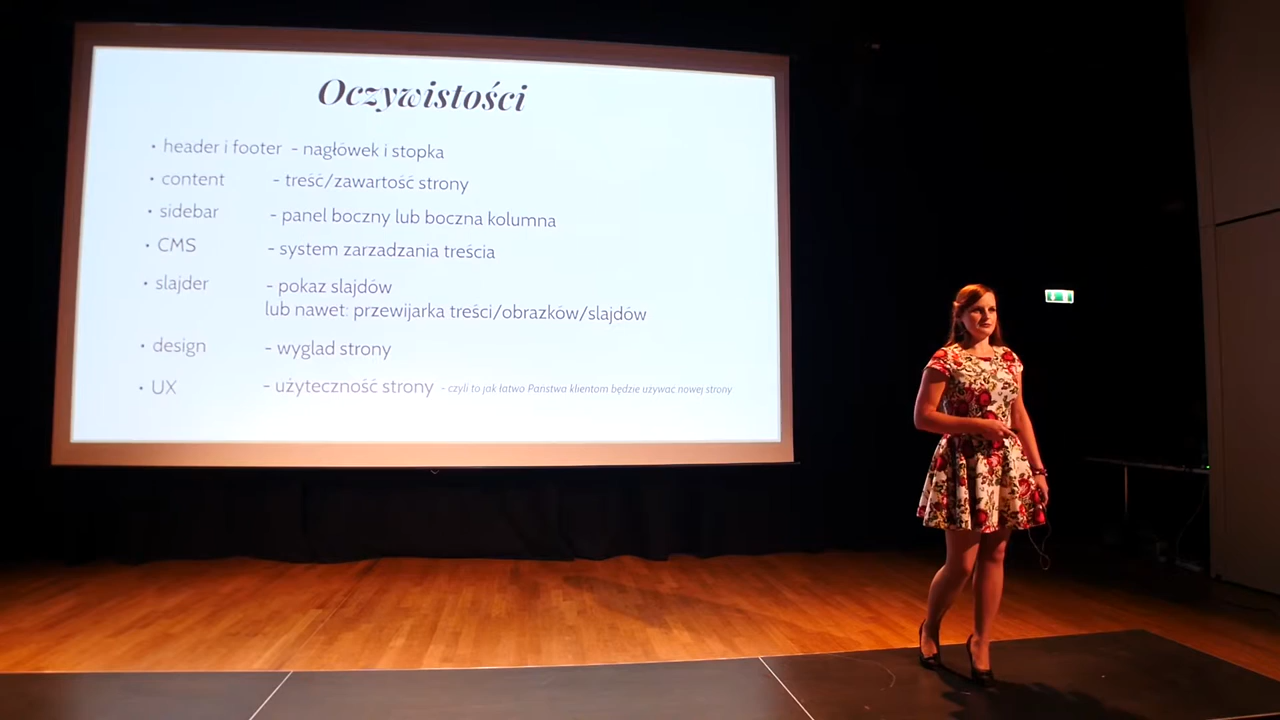 Oczywistości
• header i footer - nagłówek i stopka
• content - treść/zawartość strony
• sidebar - panel boczny lub boczna kolumna
• CMS - system zarzadzania treścia
• slajder - pokaz slajdów
lub nawet: przewijarka treści/obrazków/slajdów
• design - wyglad strony
• UX - użyteczność strony - czyli to jak łatwo Państwa klientom będzie używać nowej strony